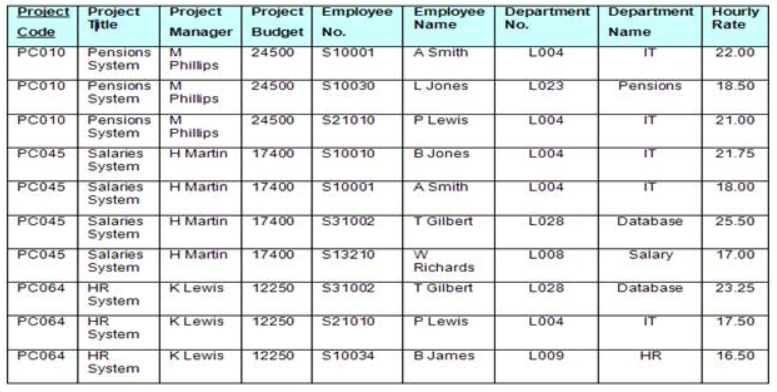 Project Code Project Title Project Manager Project Budget Employee No. Employee Name Department No. Department Name Hourly Rate
PC010 Pensions System M Phillips 24500 S10001 A Smith L004 IT 22.00
PC010 Pensions System M Phillips 24500 S10030 L Jones L023 Pensions 18.50
PC010 Pensions System M Phillips 24500 S21010 P Lewis L004 IT 21.00
PC045 Salaries System H Martin 17400 S10010 B Jones L004 IT 21.75
PC045 Salaries System H Martin 17400 S10001 A Smith L004 IT 18.00
PC045 Salaries System H Martin 17400 S31002 T Gilbert L028 Database 25.50
PC045 Salaries System H Martin 17400 S13210 W Richards L008 Salary 17.00
PC064 HR System K Lewis 12250 S31002 T Gilbert L028 Database 23.25
PC064 HR System K Lewis 12250 S21010 P Lewis L004 IT 17.50
PC064 HR System K Lewis 12250 S10034 B James L009 HR 16.50